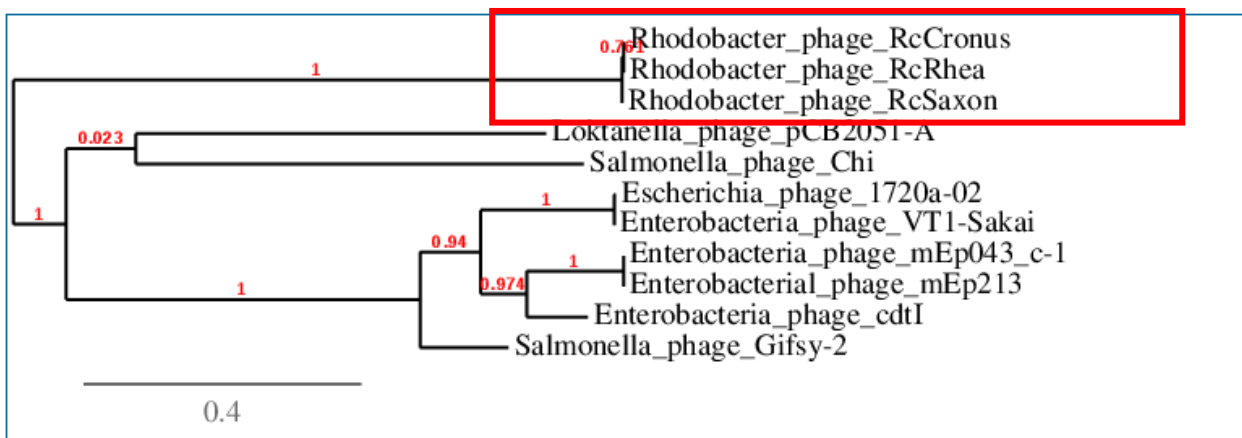 Rhodobacter_phage_RcCronus
0.761
1
Rhodobacter_phage_RcRhea
Rhodobacter_phage_RcSaxon
0.023
Loktanella_phage_pCB2051-A
Salmonella_phage_Chi
1
Escherichia_phage_1720a-02
1
Enterobacteria_phage_VT1-Sakai
0.94
Enterobacteria_phage_mEp043_c-1
1
0.974
Enterobacterial_phage_mEp213
1
Enterobacteria_phage_cdtI
Salmonella_phage_Gifsy-2
0.4